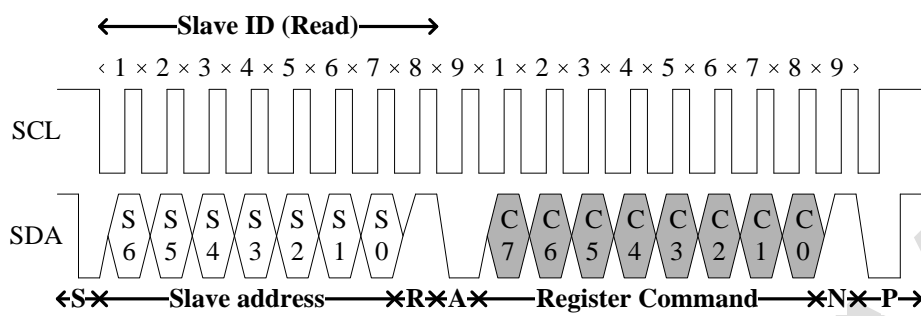 Slave ID (Read)
‹ 1 × 2 × 3 × 4 × 5 × 6 × 7 × 8 × 9 × 1 × 2 × 3 × 4 × 5 × 6 × 7 × 8 × 9 ›
SCL
SDA
S S S S S S S C C C C C C C C
6 5 4 3 2 1 0 7 6 5 4 3 2 1 0
S Slave address R A Register Command N P